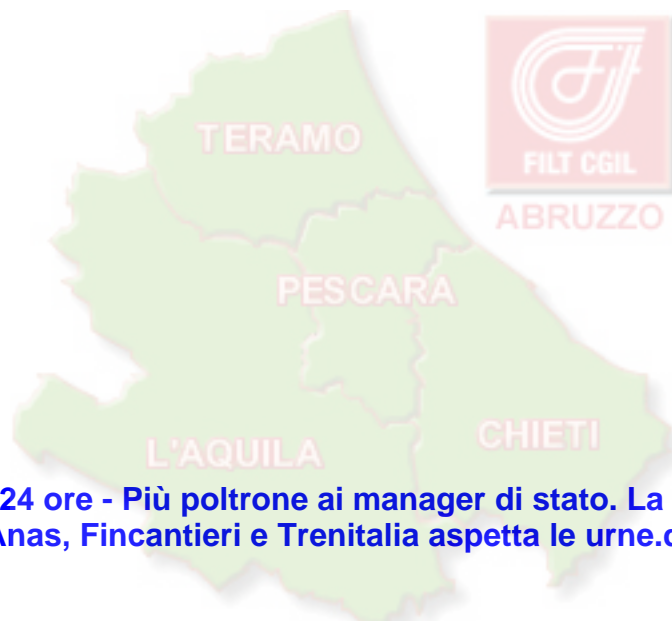 TERAMO
FILT CGIL
ABRUZZO
PESCARA
CHIETI
L'AQUILA
24 ore - Più poltrone ai manager di stato. La
Anas, Fincantieri e Trenitalia aspetta le urne.